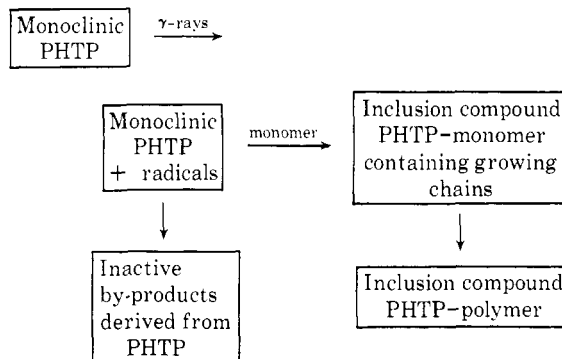 Monoclinic
PHTP
γ-rays
Monoclinic
PHTP
+ radicals
monomer
Inclusion compound
PHTP-monomer
containing growing
chains
Inactive
by-products
derived from
PHTP
Inclusion compound
PHTP-polymer